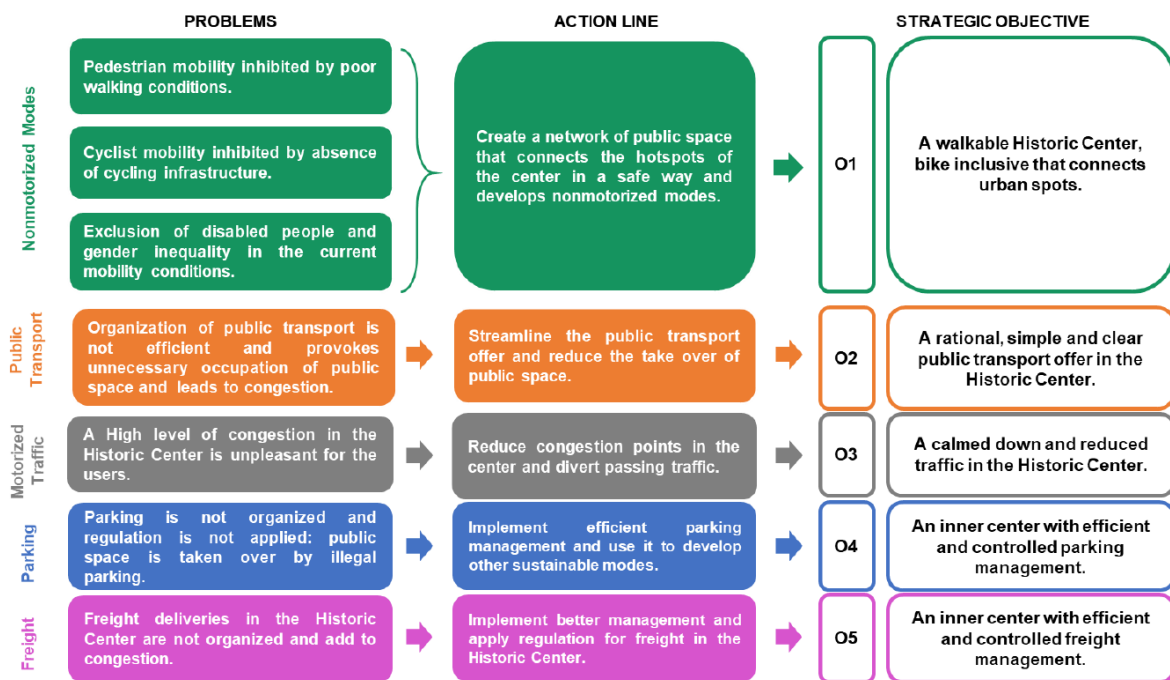 PROBLEMS
ACTION LINE
STRATEGIC OBJECTIVE
Nonmotorized Modes
Pedestrian mobility inhibited by poor
walking conditions.
Cyclist mobility inhibited by absence
of cycling infrastructure.
Exclusion of disabled people and
gender inequality in the current
mobility conditions.
Create a network of public space
that connects the hotspots of
the center in a safe way and
develops nonmotorized modes.
O1
A walkable Historic Center,
bike inclusive that connects
urban spots.
Public
Transport
Organization of public transport is
not efficient and provokes
unnecessary occupation of public
space and leads to congestion.
Streamline the public transport
offer and reduce the take over of
public space.
O2
A rational, simple and clear
public transport offer in the
Historic Center.
Motorized
Traffic
A High level of congestion in the
Historic Center is unpleasant for the
users.
Reduce congestion points in the
center and divert passing traffic.
O3
A calmed down and reduced
traffic in the Historic Center.
Parking
Parking is not organized and
regulation is not applied: public
space is taken over by illegal
parking.
Implement efficient parking
management and use it to develop
other sustainable modes.
O4
An inner center with efficient
and controlled parking
management.
Freight
Freight deliveries in the Historic
Center are not organized and add to
congestion.
Implement better management and
apply regulation for freight in the
Historic Center.
O5
An inner center with efficient
and controlled freight
management.